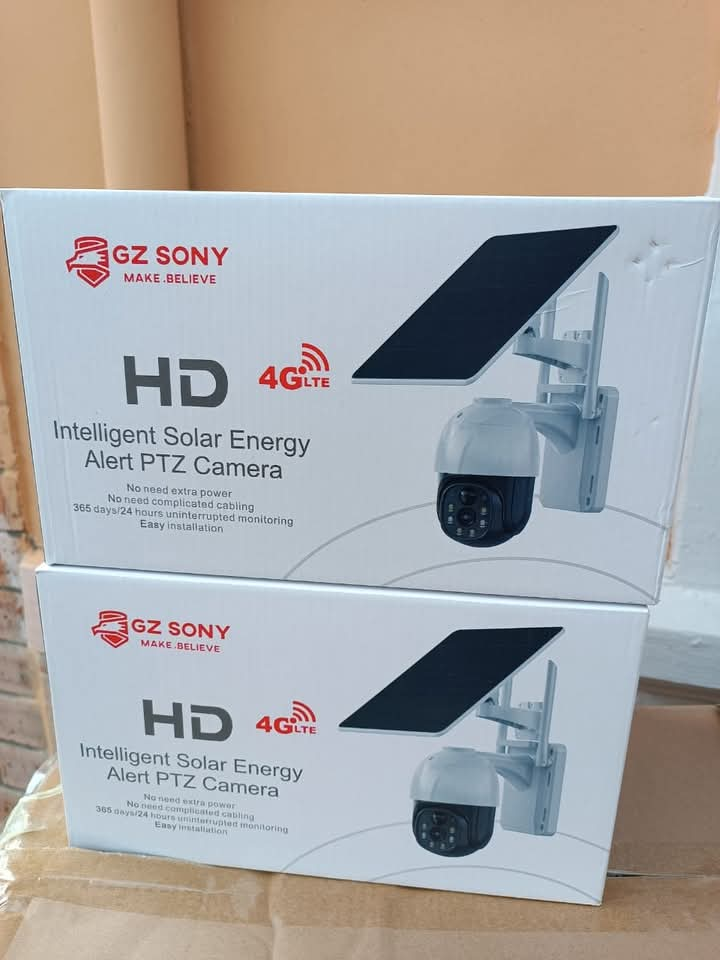 GZ SONY
MAKE.BELIEVE
HD
4G LTE
Intelligent Solar Energy
Alert PTZ Camera
No need extra power
No need complicated cabling
365 days/24 hours uninterrupted monitoring
Easy installation
GZ SONY
MAKE.BELIEVE
HD
4G LTE
Intelligent Solar Energy
Alert PTZ Camera
No need extra power
No need complicated cabling
365 days/24 hours uninterrupted monitoring
Easy installation